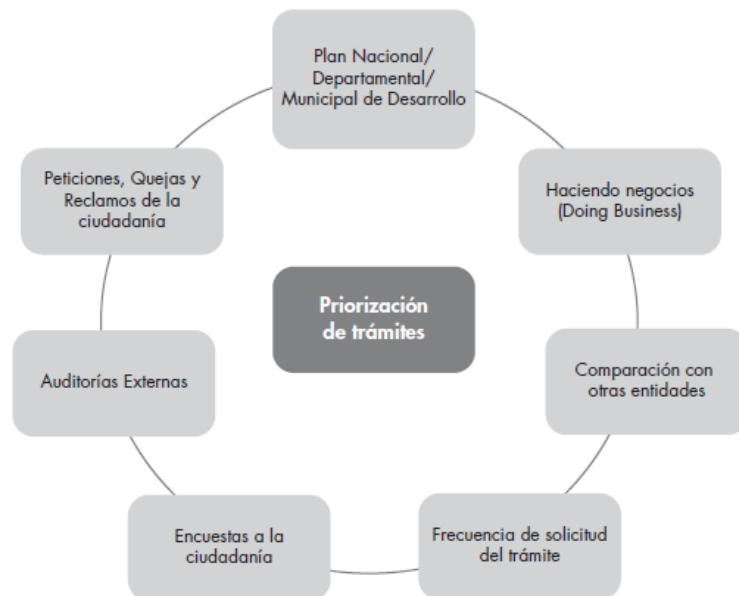 Plan Nacional/
Departamental/
Municipal de Desarrollo
Haciendo negocios
(Doing Business)
Comparación con
otras entidades
Frecuencia de solicitud
del trámite
Encuestas a la
ciudadanía
Auditorías Externas
Peticiones, Quejas y
Reclamos de la
ciudadanía
Priorización
de trámites